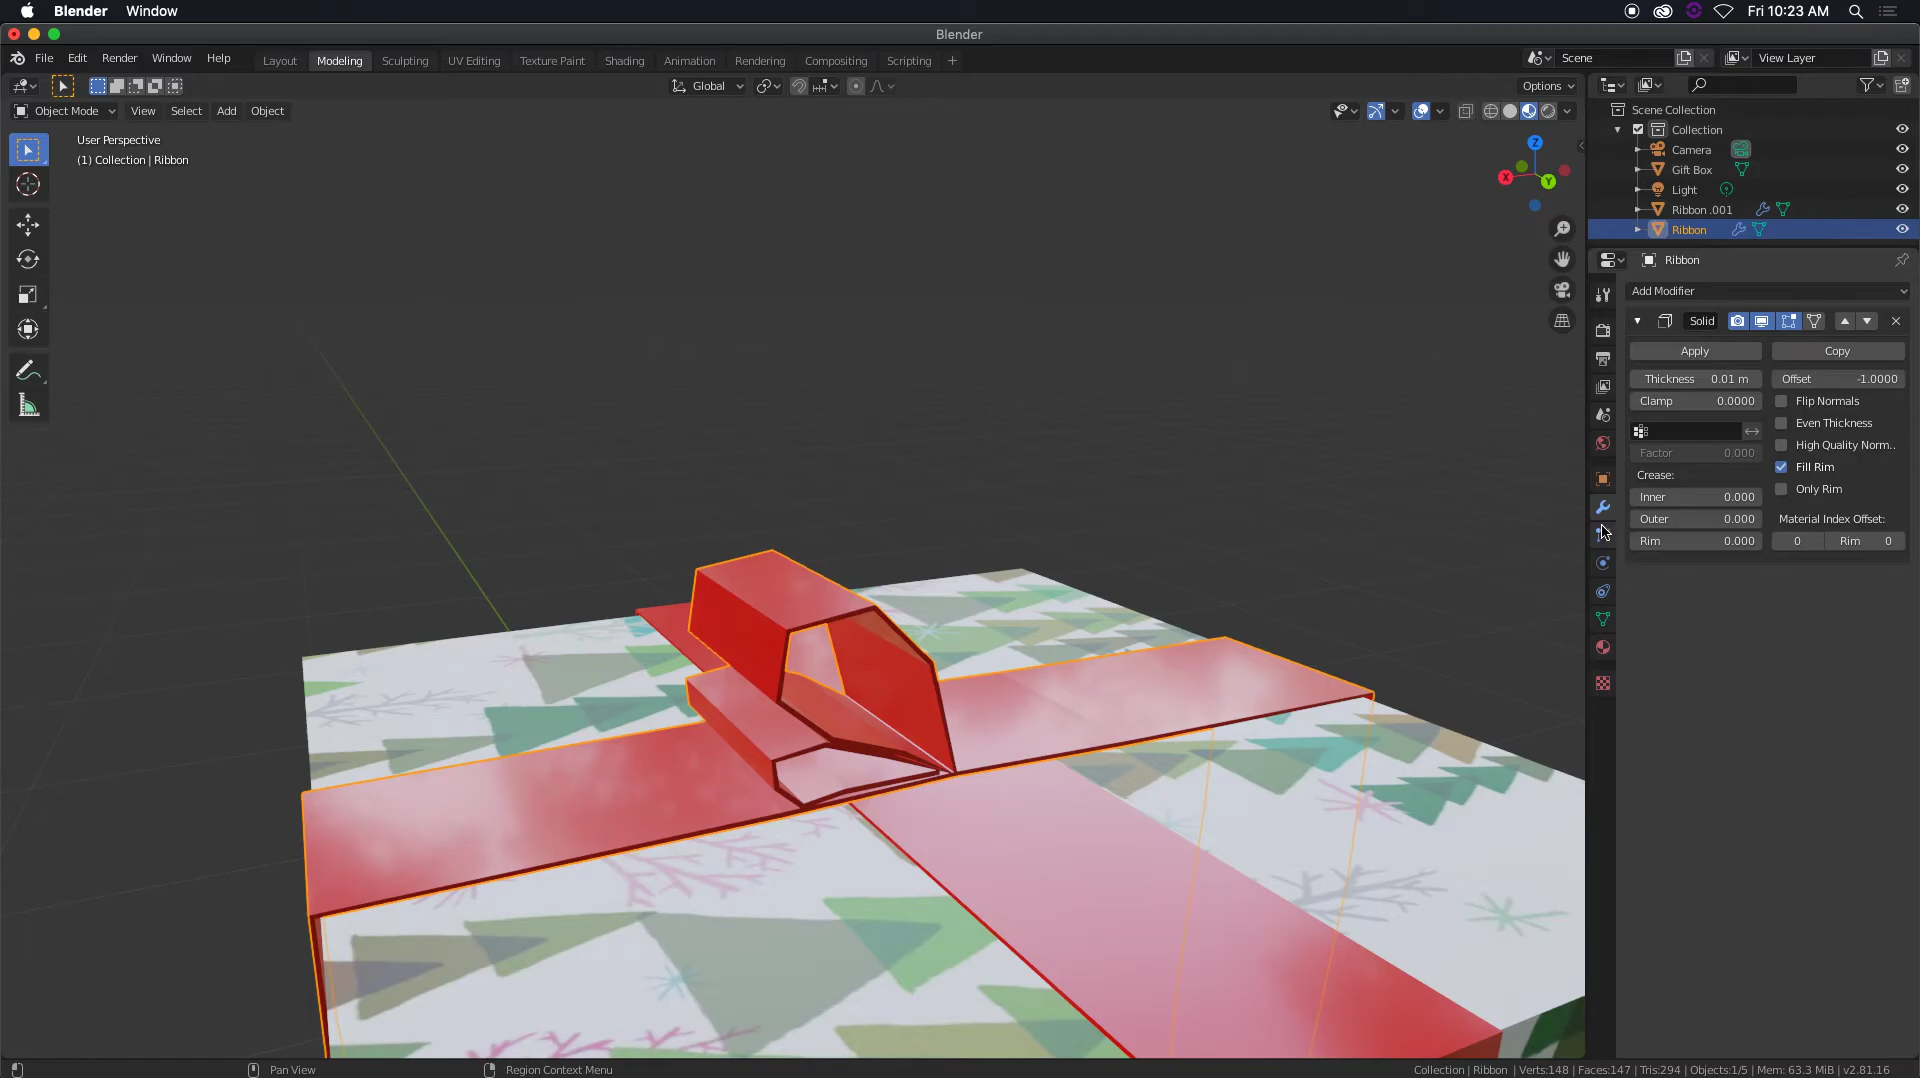 Blender Window Fri 10:23 AM
Blender
File Edit Render Window Help Layout Modeling Sculpting UV Editing Texture Paint Shading Animation Rendering Compositing Scripting + Scene View Layer
Global Options
Object Mode View Select Add Object
User Perspective
(1) Collection | Ribbon
Z
X
Y
Scene Collection
Collection
Camera
Gift Box
Light
Ribbon .001
Ribbon
Ribbon
Add Modifier
Solid
Apply Copy
Thickness 0.01 m Offset -1.0000
Clamp 0.0000 Flip Normals
Even Thickness
High Quality Norm..
Factor 0.000
Fill Rim
Crease:
Only Rim
Inner 0.000
Outer 0.000 Material Index Offset:
Rim 0.000 0 Rim 0
Pan View Region Context Menu Collection | Ribbon | Verts:148 | Faces:147 | Tris:294 | Objects:1/5 | Mem: 63.3 MiB | v2.81.16